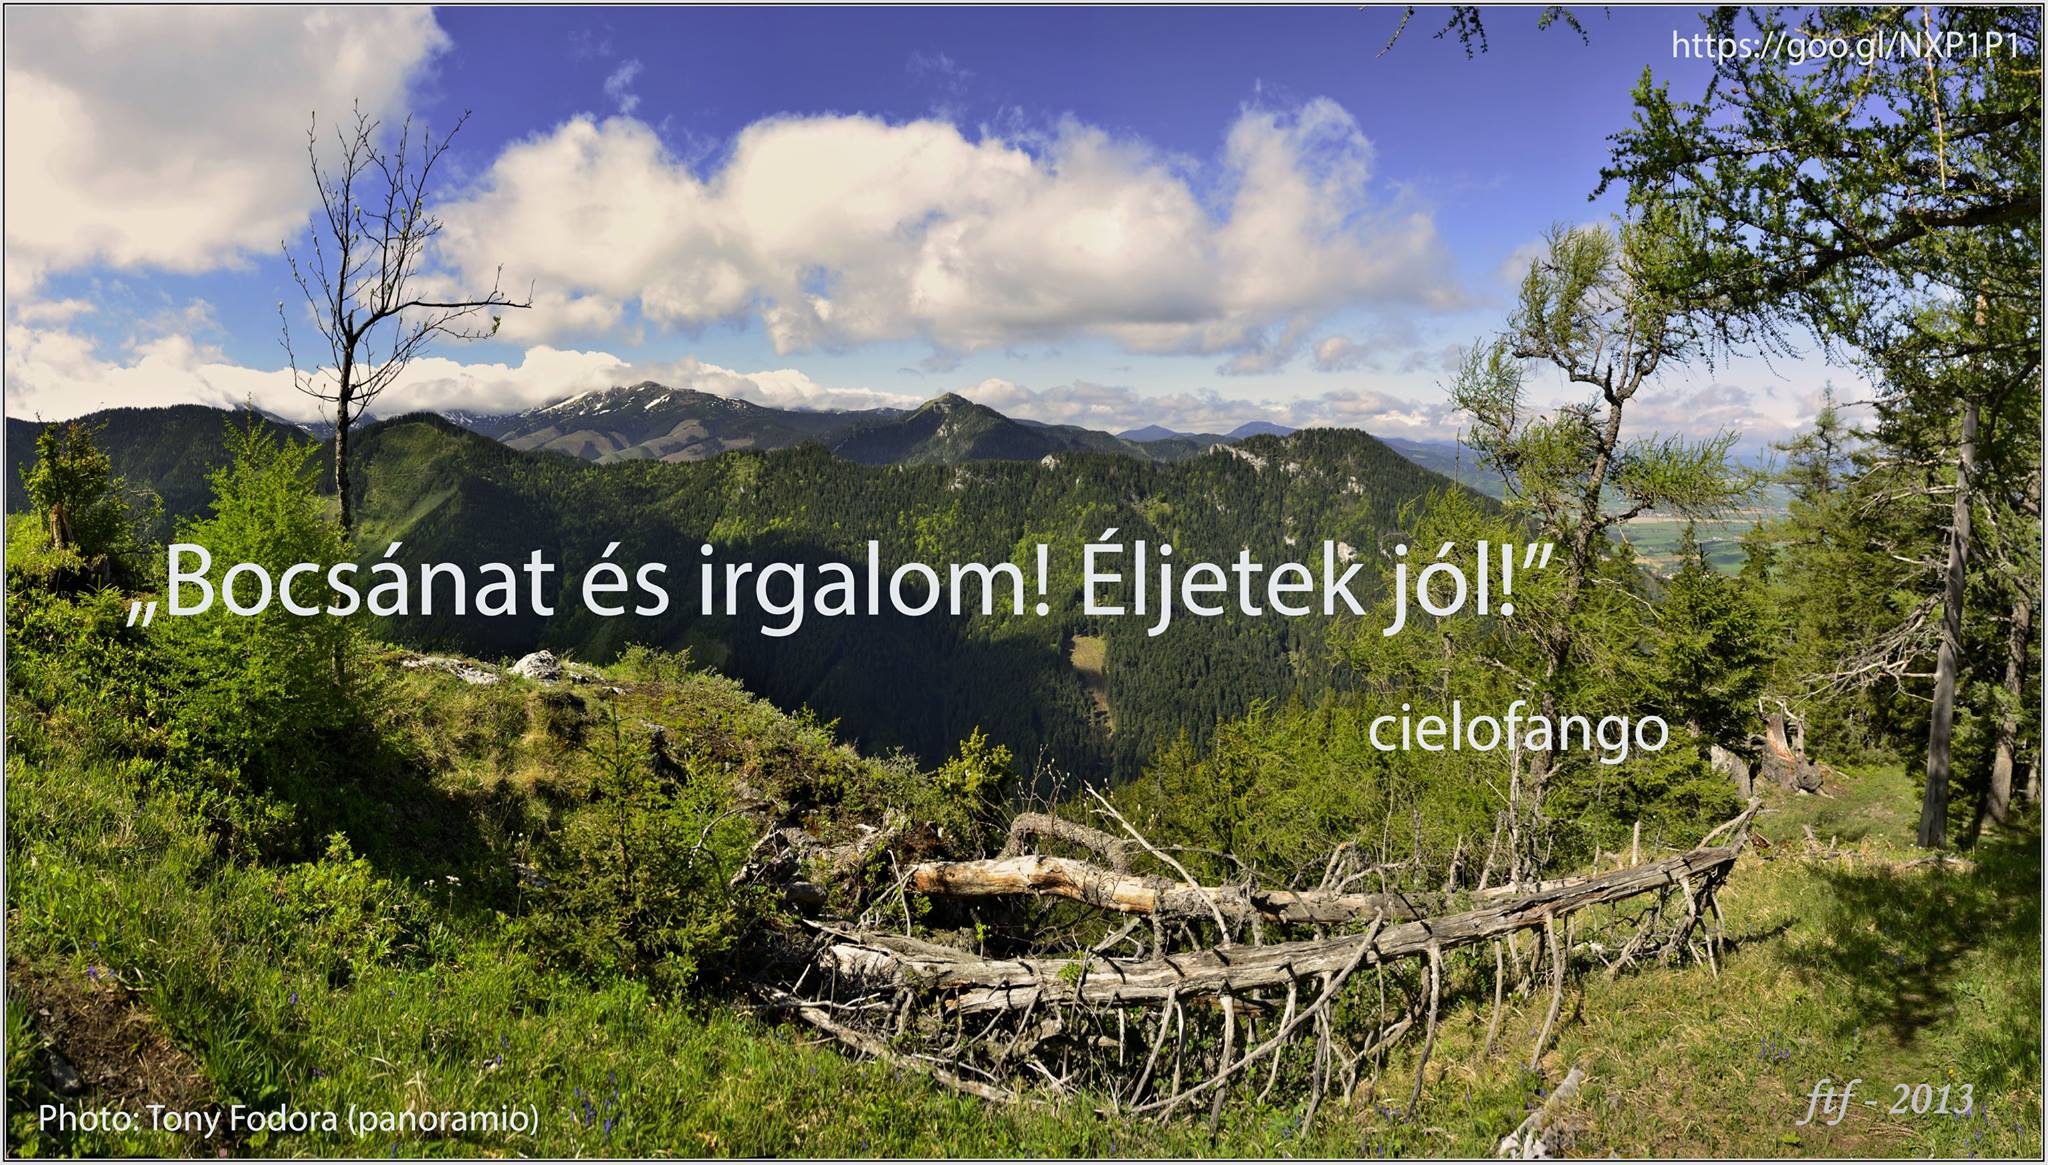 https://goo.gl/NXP1P1
„Bocsánat és irgalom! Éljetek jól!”
cielofango
Photo: Tony Fodora (panoramio)
ftf - 2013